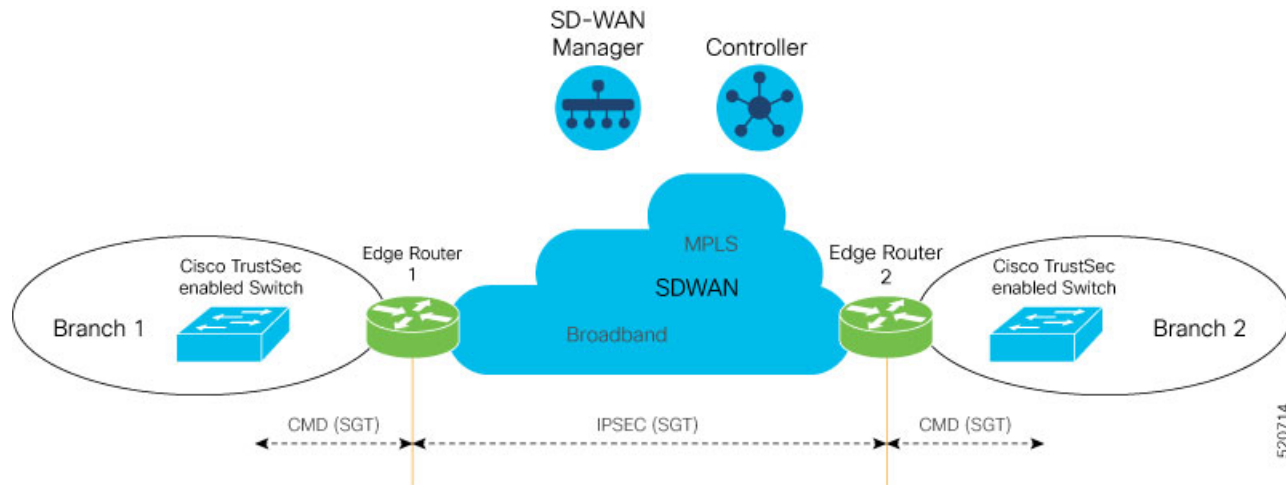 SD-WAN
Manager
Controller
MPLS
SDWAN
Broadband
Edge Router
1
Edge Router
2
Cisco TrustSec
enabled Switch
Branch 1
Cisco TrustSec
enabled Switch
Branch 2
CMD (SGT)
IPSEC (SGT)
CMD (SGT)
520714